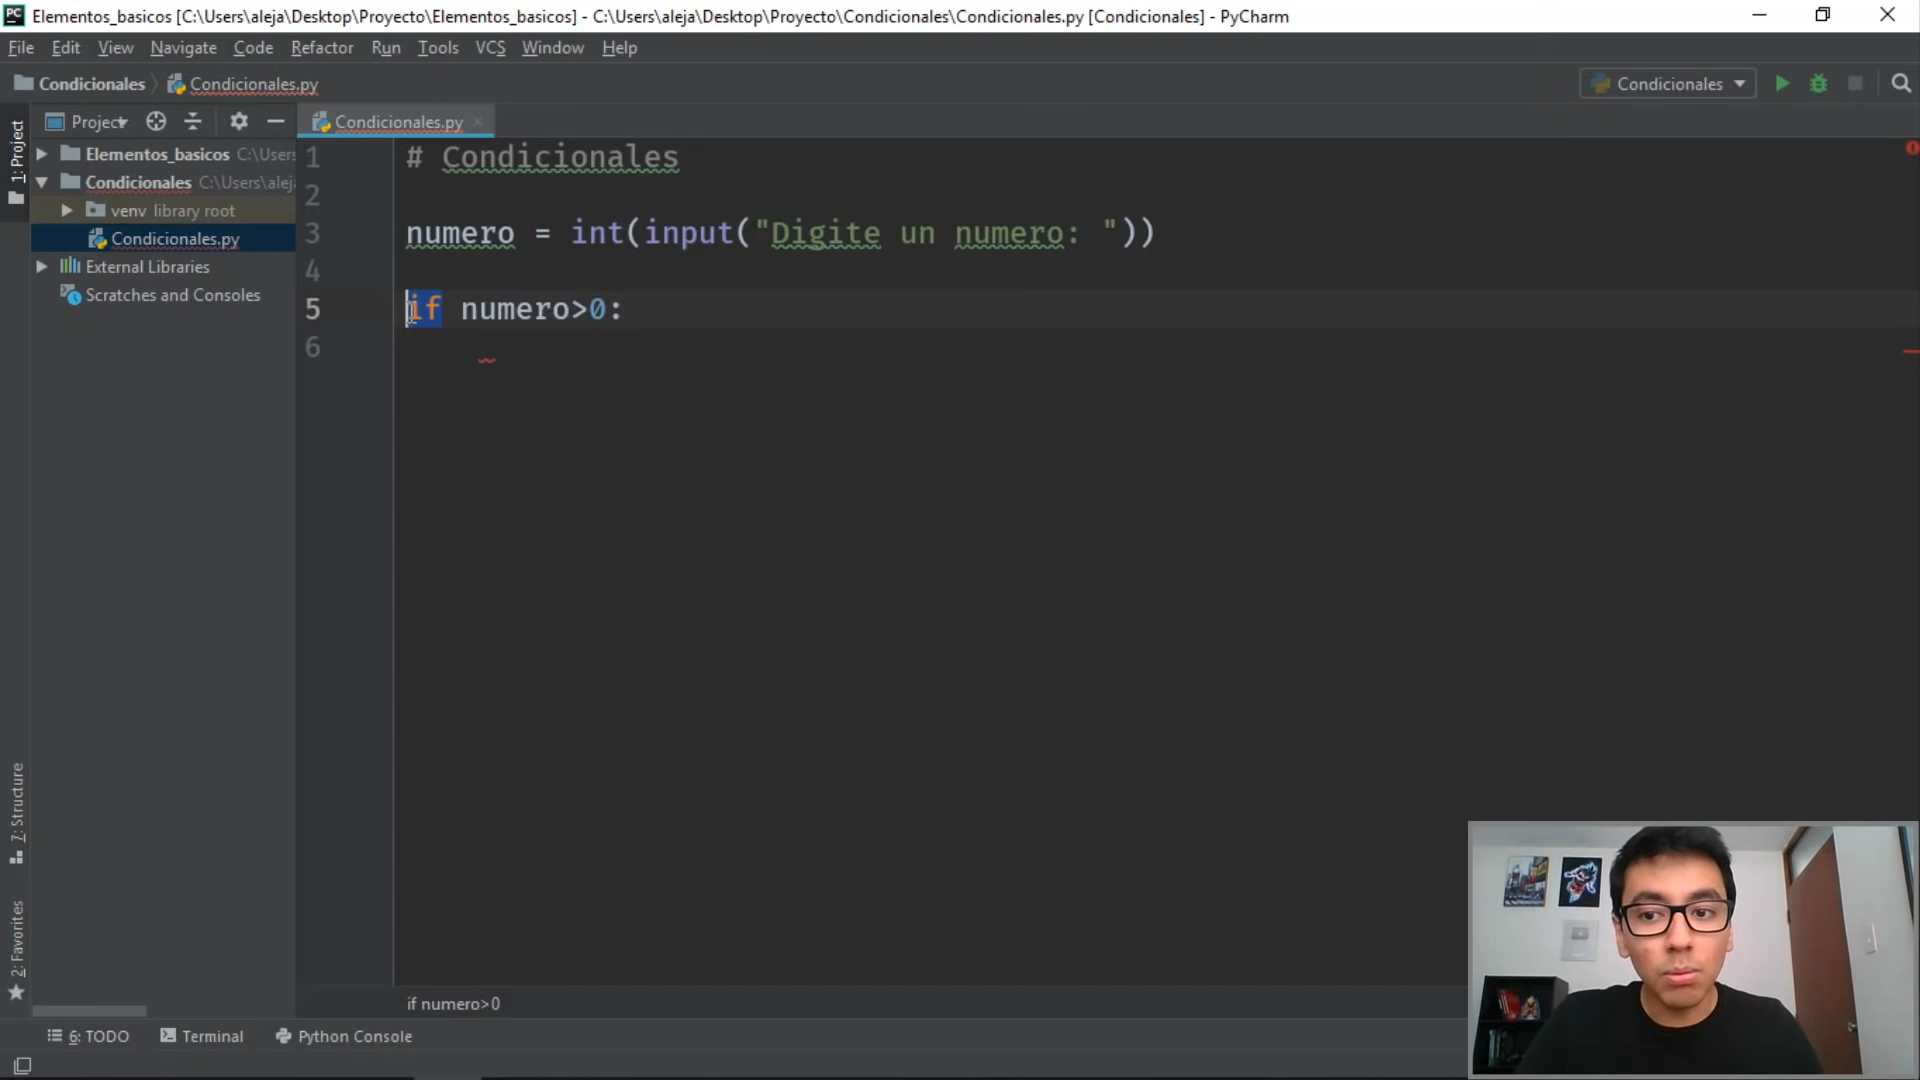 PC Elementos_basicos [C:\Users\aleja\Desktop\Proyecto\Elementos_basicos] - C:\Users\aleja\Desktop\Proyecto\Condicionales\Condicionales.py [Condicionales] - PyCharm
File Edit View Navigate Code Refactor Run Tools VCS Window Help
Condicionales Condicionales.py Condicionales
Project Condicionales.py
1: Project
Elementos_basicos C:\Users
Condicionales C:\Users\alej
venv library root
Condicionales.py
External Libraries
Scratches and Consoles
1 # Condicionales
2
3 numero = int(input("Digite un numero: "))
4
5 if numero>0:
6
7: Structure
2: Favorites
if numero>0
6: TODO Terminal Python Console